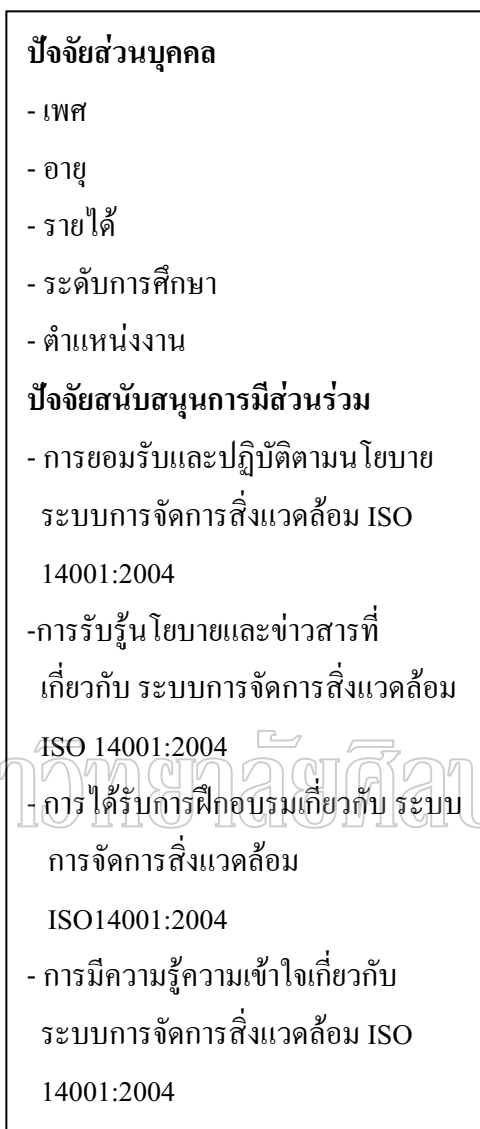 ปัจจัยส่วนบุคคล
- เพศ
- อายุ
- รายได้
- ระดับการศึกษา
- ตำแหน่งงาน
ปัจจัยสนับสนุนการมีส่วนร่วม
- การยอมรับและปฏิบัติตามนโยบาย
ระบบการจัดการสิ่งแวดล้อม ISO
14001:2004
-การรับรู้นโยบายและข่าวสารที่
เกี่ยวกับ ระบบการจัดการสิ่งแวดล้อม
ISO 14001:2004
- การได้รับการฝึกอบรมเกี่ยวกับ ระบบ
การจัดการสิ่งแวดล้อม
ISO14001:2004
- การมีความรู้ความเข้าใจเกี่ยวกับ
ระบบการจัดการสิ่งแวดล้อม ISO
14001:2004